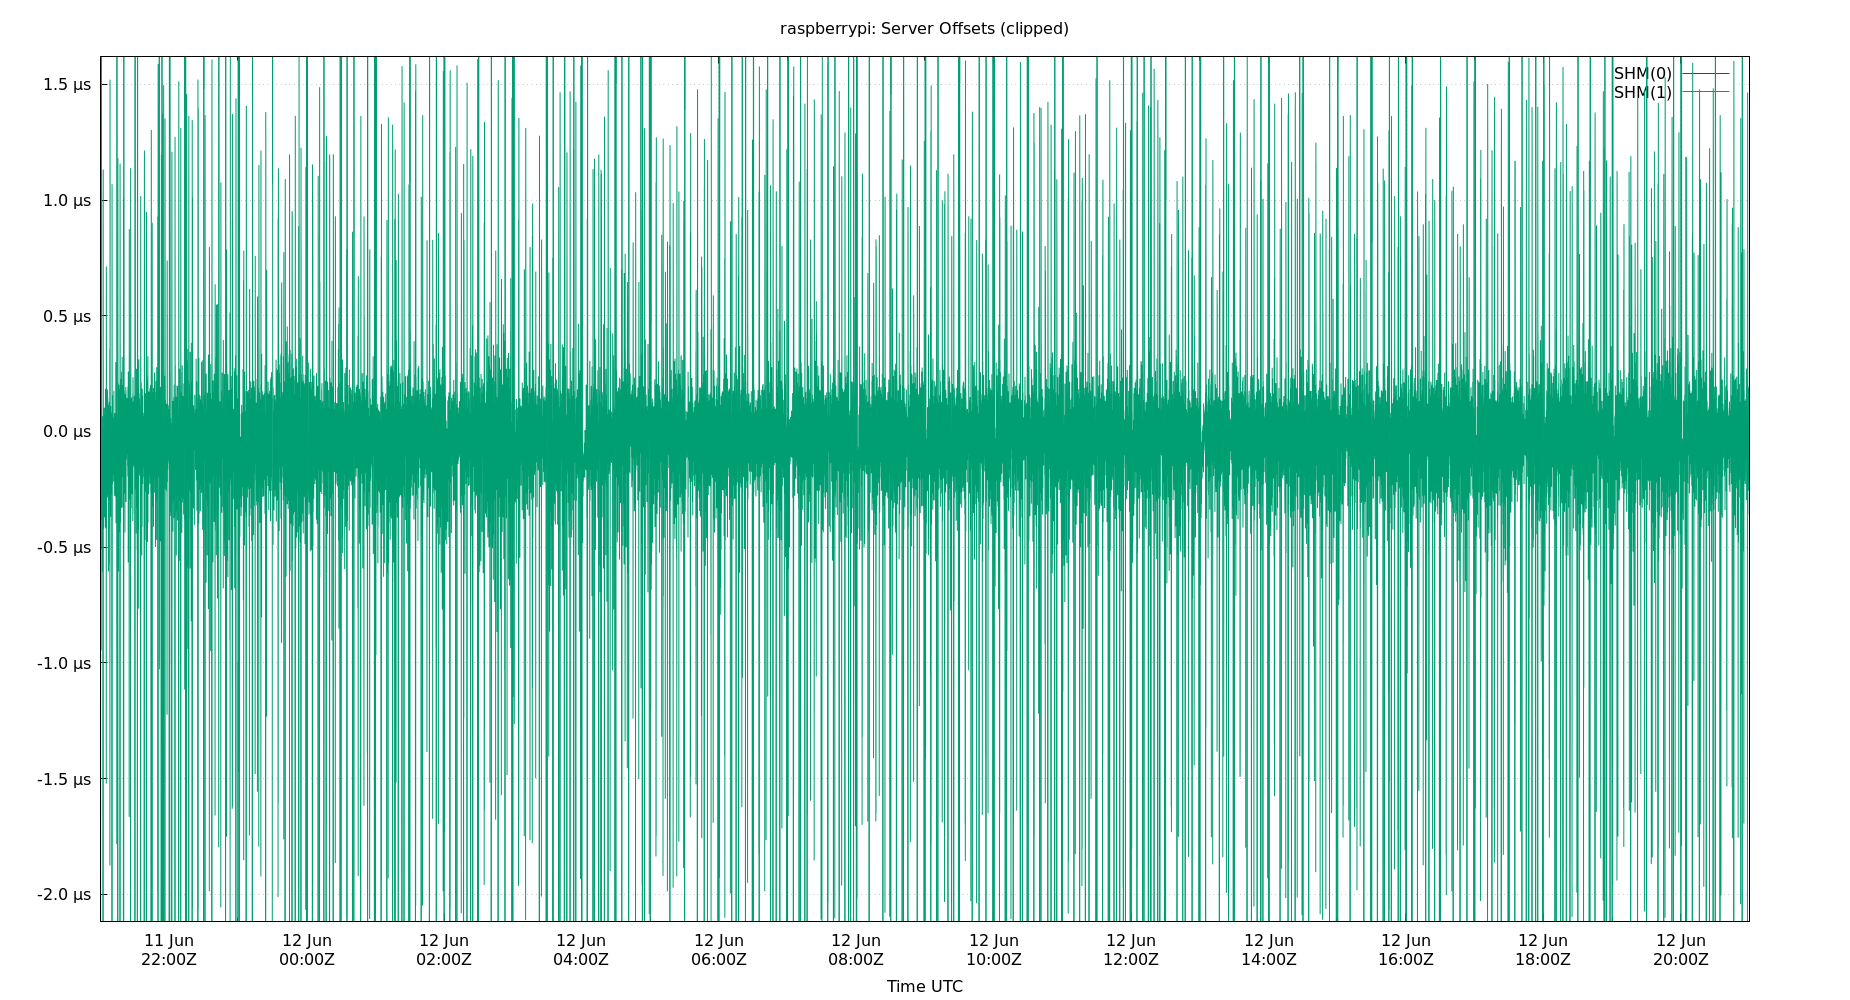 raspberrypi: Server Offsets (clipped)
SHM(0)
SHM(1)
1.5 μs
1.0 μs
0.5 μs
0.0 μs
-0.5 μs
-1.0 μs
-1.5 μs
-2.0 μs
11 Jun 12 Jun 12 Jun 12 Jun 12 Jun 12 Jun 12 Jun 12 Jun 12 Jun 12 Jun 12 Jun 12 Jun
22:00Z 00:00Z 02:00Z 04:00Z 06:00Z 08:00Z 10:00Z 12:00Z 14:00Z 16:00Z 18:00Z 20:00Z
Time UTC